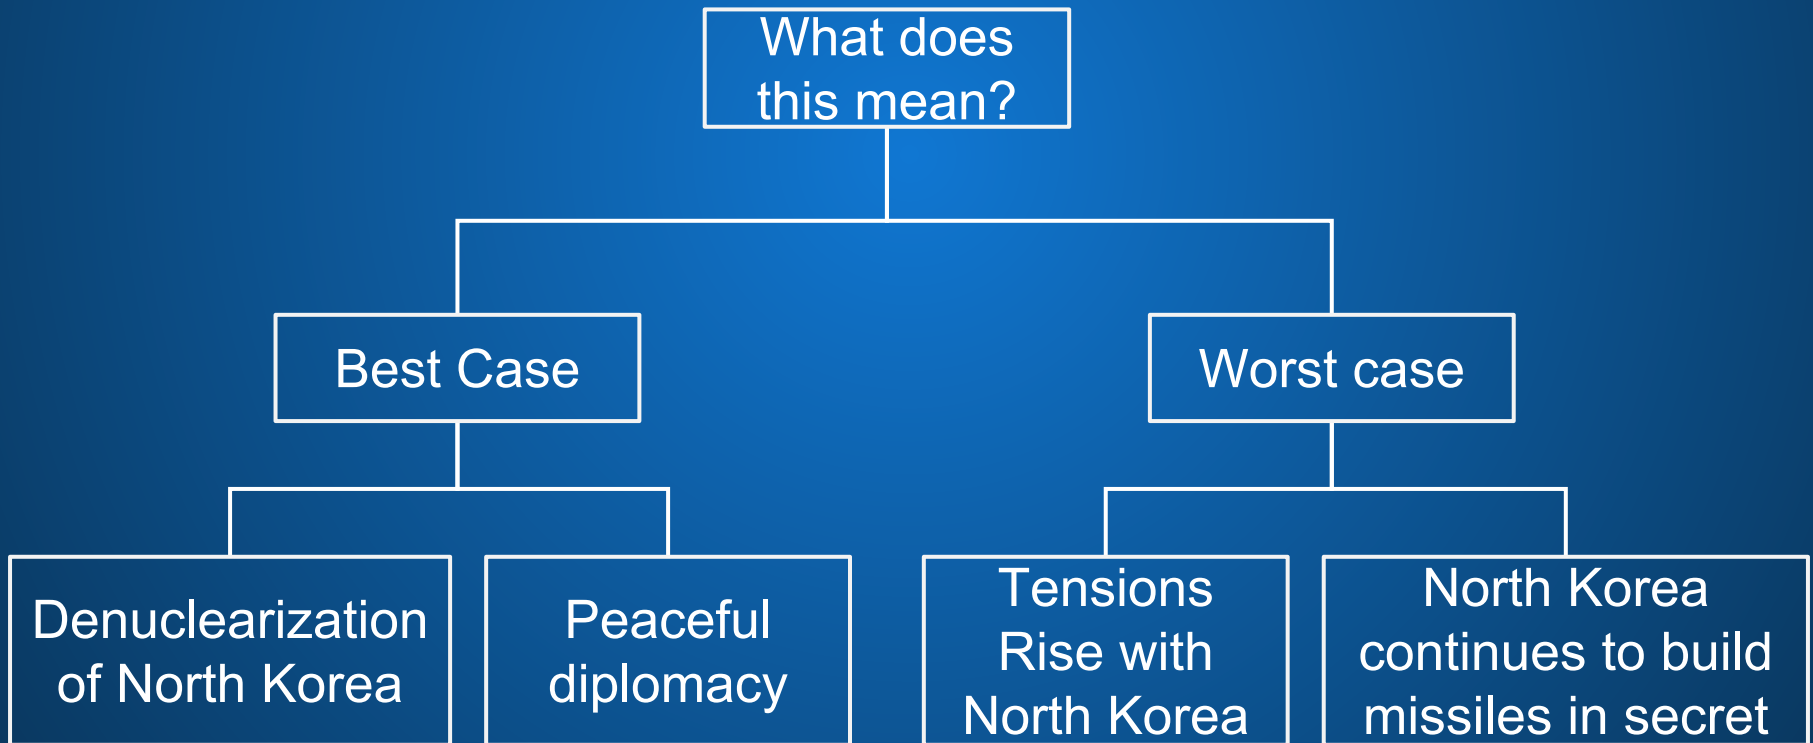 What does
this mean?
Best Case
Worst case
Denuclearization
of North Korea
Peaceful
diplomacy
Tensions
Rise with
North Korea
North Korea
continues to build
missiles in secret